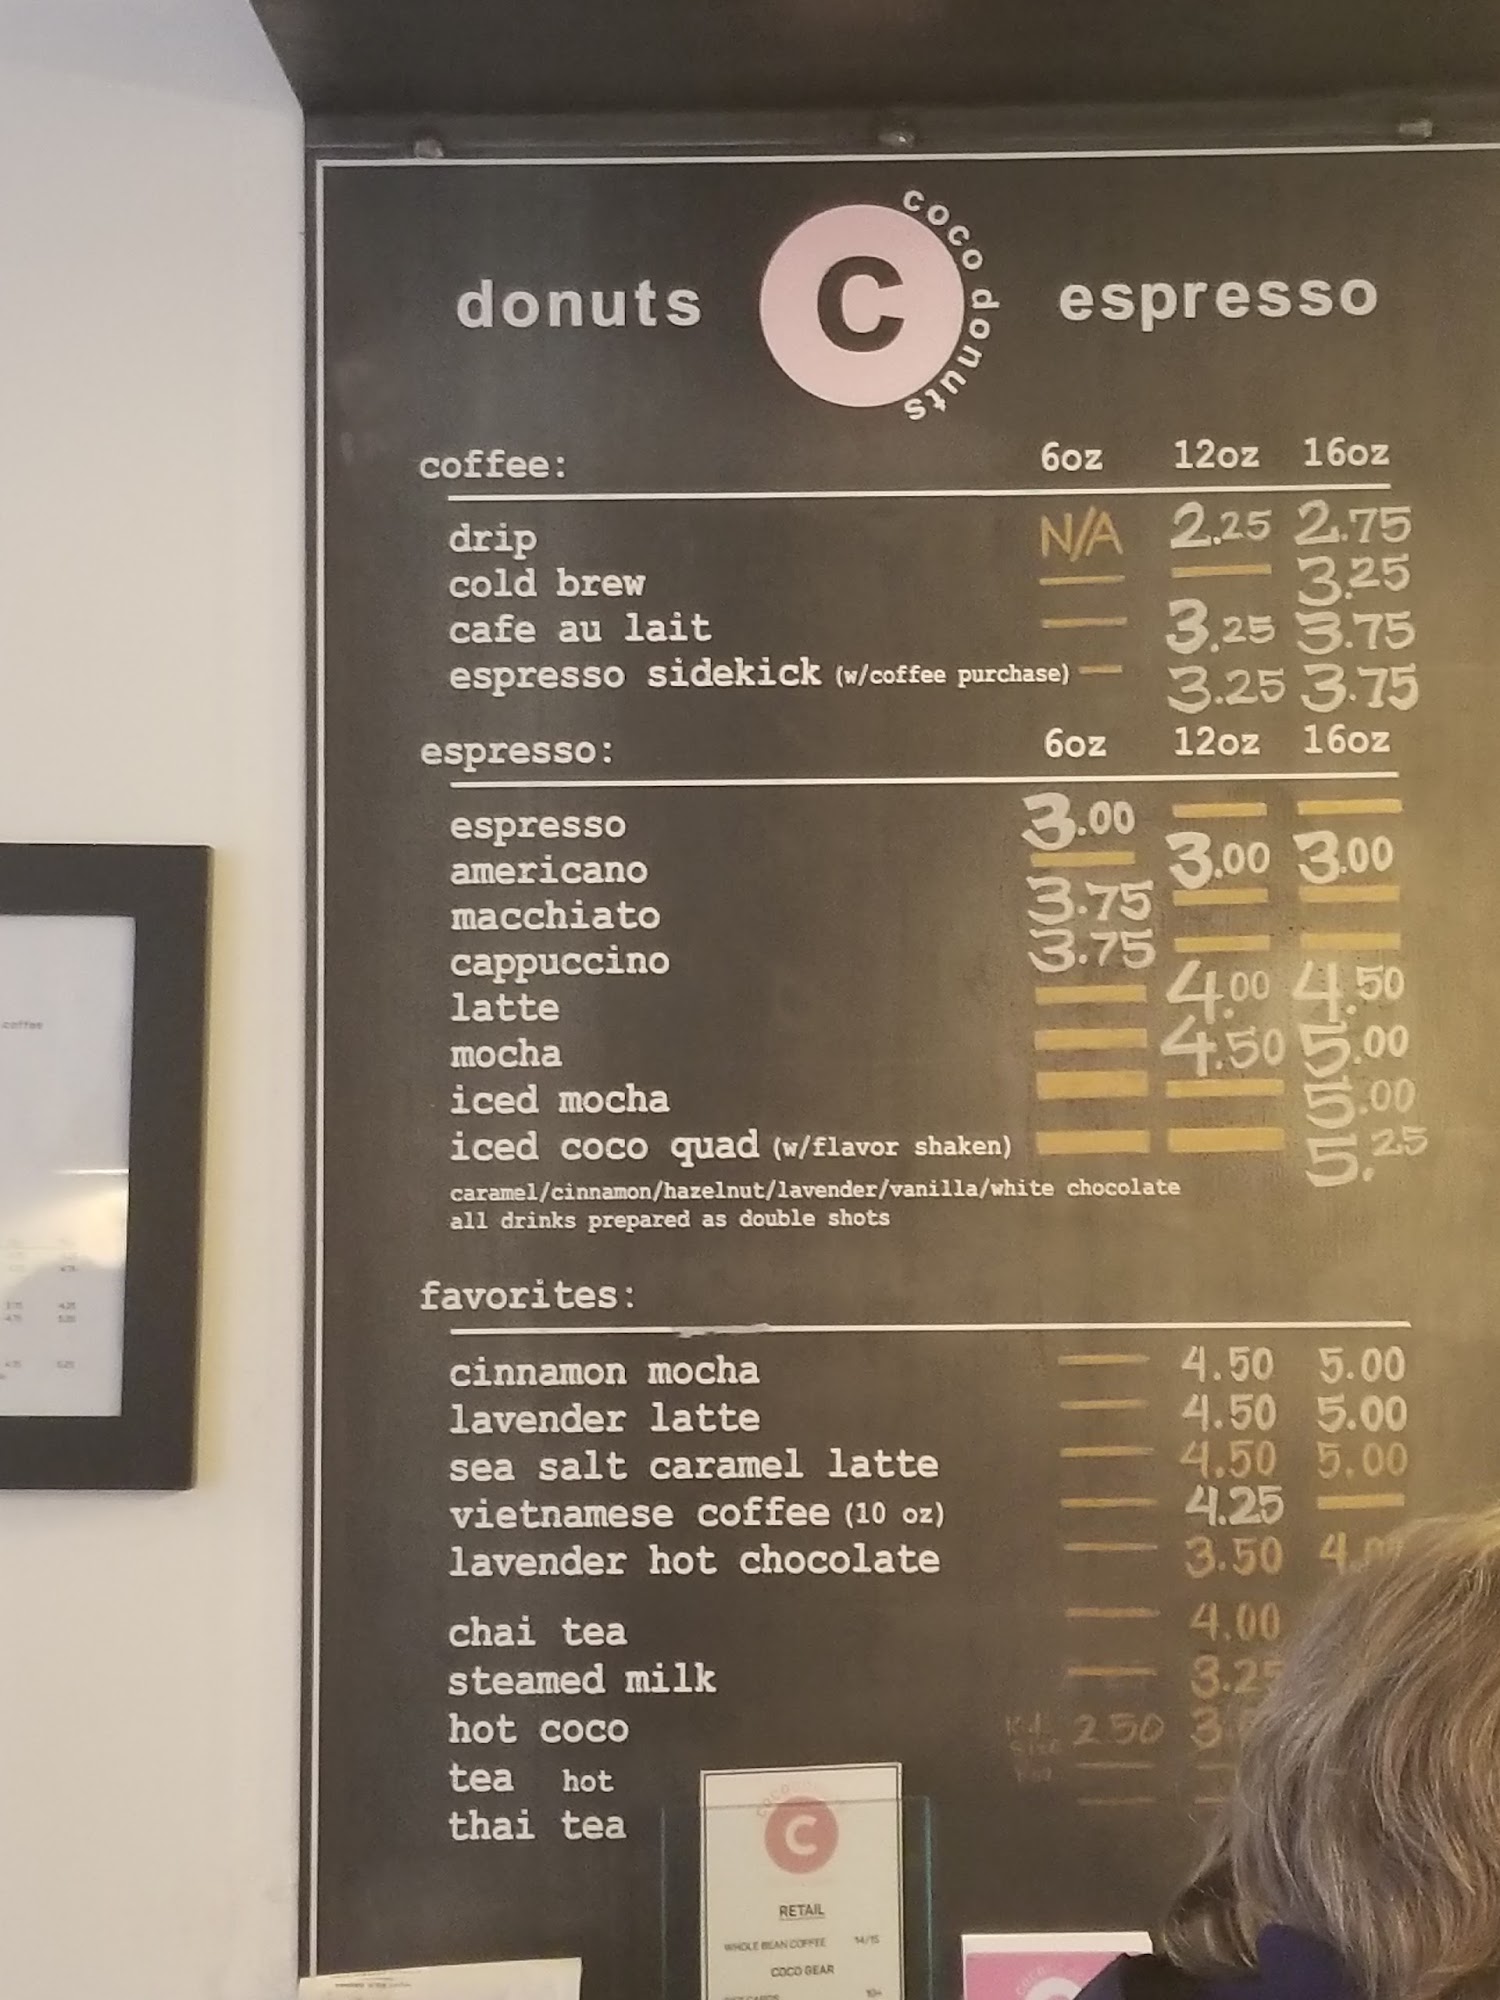 coco donuts
donuts C espresso
coffee: 6oz 12oz 16oz
drip N/A 2.25 2.75
cold brew — — 3.25
cafe au lait — 3.25 3.75
espresso sidekick (w/coffee purchase) — 3.25 3.75
espresso: 6oz 12oz 16oz
espresso 3.00 — —
americano — 3.00 3.00
macchiato 3.75 — —
cappuccino 3.75 — —
latte — 4.00 4.50
mocha — 4.50 5.00
iced mocha — — 5.00
iced coco quad (w/flavor shaken) — — 5.25
caramel/cinnamon/hazelnut/lavender/vanilla/white chocolate
all drinks prepared as double shots
favorites:
cinnamon mocha — 4.50 5.00
lavender latte — 4.50 5.00
sea salt caramel latte — 4.50 5.00
vietnamese coffee (10 oz) — 4.25 —
lavender hot chocolate — 3.50
chai tea — 4.00
steamed milk — 3.25
hot coco 2.50
tea hot
thai tea
coffee
C
RETAIL
WHOLE BEAN COFFEE 14/15
COCO GEAR